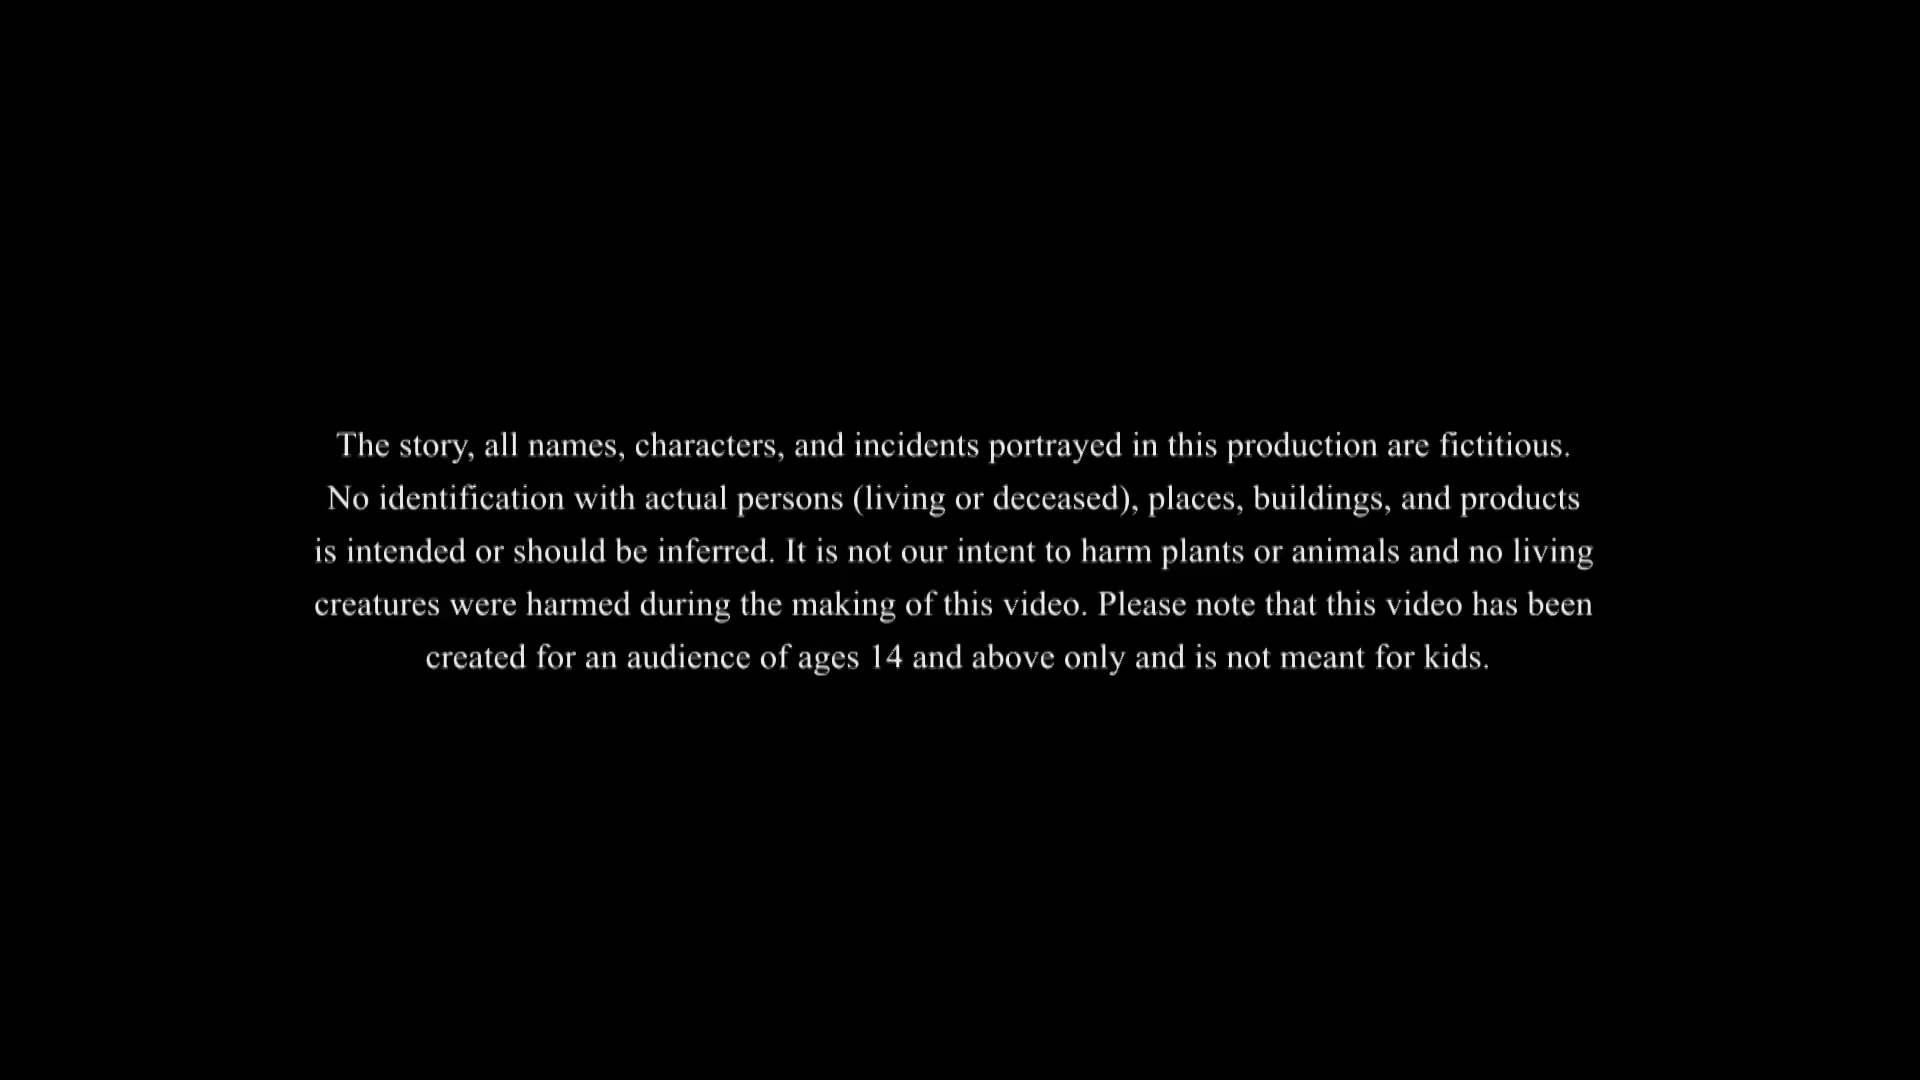 The story, all names, characters, and incidents portrayed in this production are fictitious.
No identification with actual persons (living or deceased), places, buildings, and products
is intended or should be inferred. It is not our intent to harm plants or animals and no living
creatures were harmed during the making of this video. Please note that this video has been
created for an audience of ages 14 and above only and is not meant for kids.